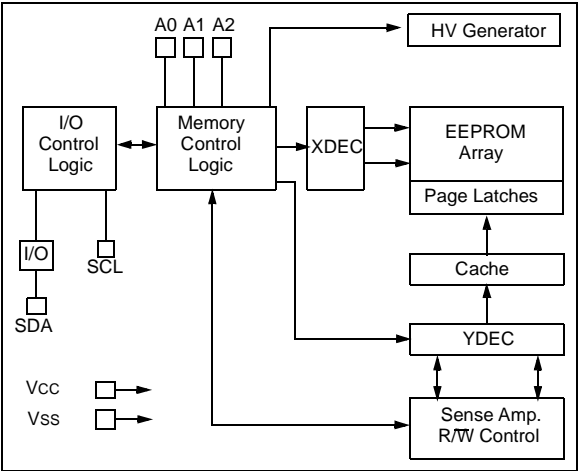 A0 A1 A2
HV Generator
I/O
Control
Logic
Memory
Control
Logic
XDEC
EEPROM
Array
Page Latches
I/O
SCL
SDA
Cache
YDEC
VCC
VSS
Sense Amp.
R/W̅ Control